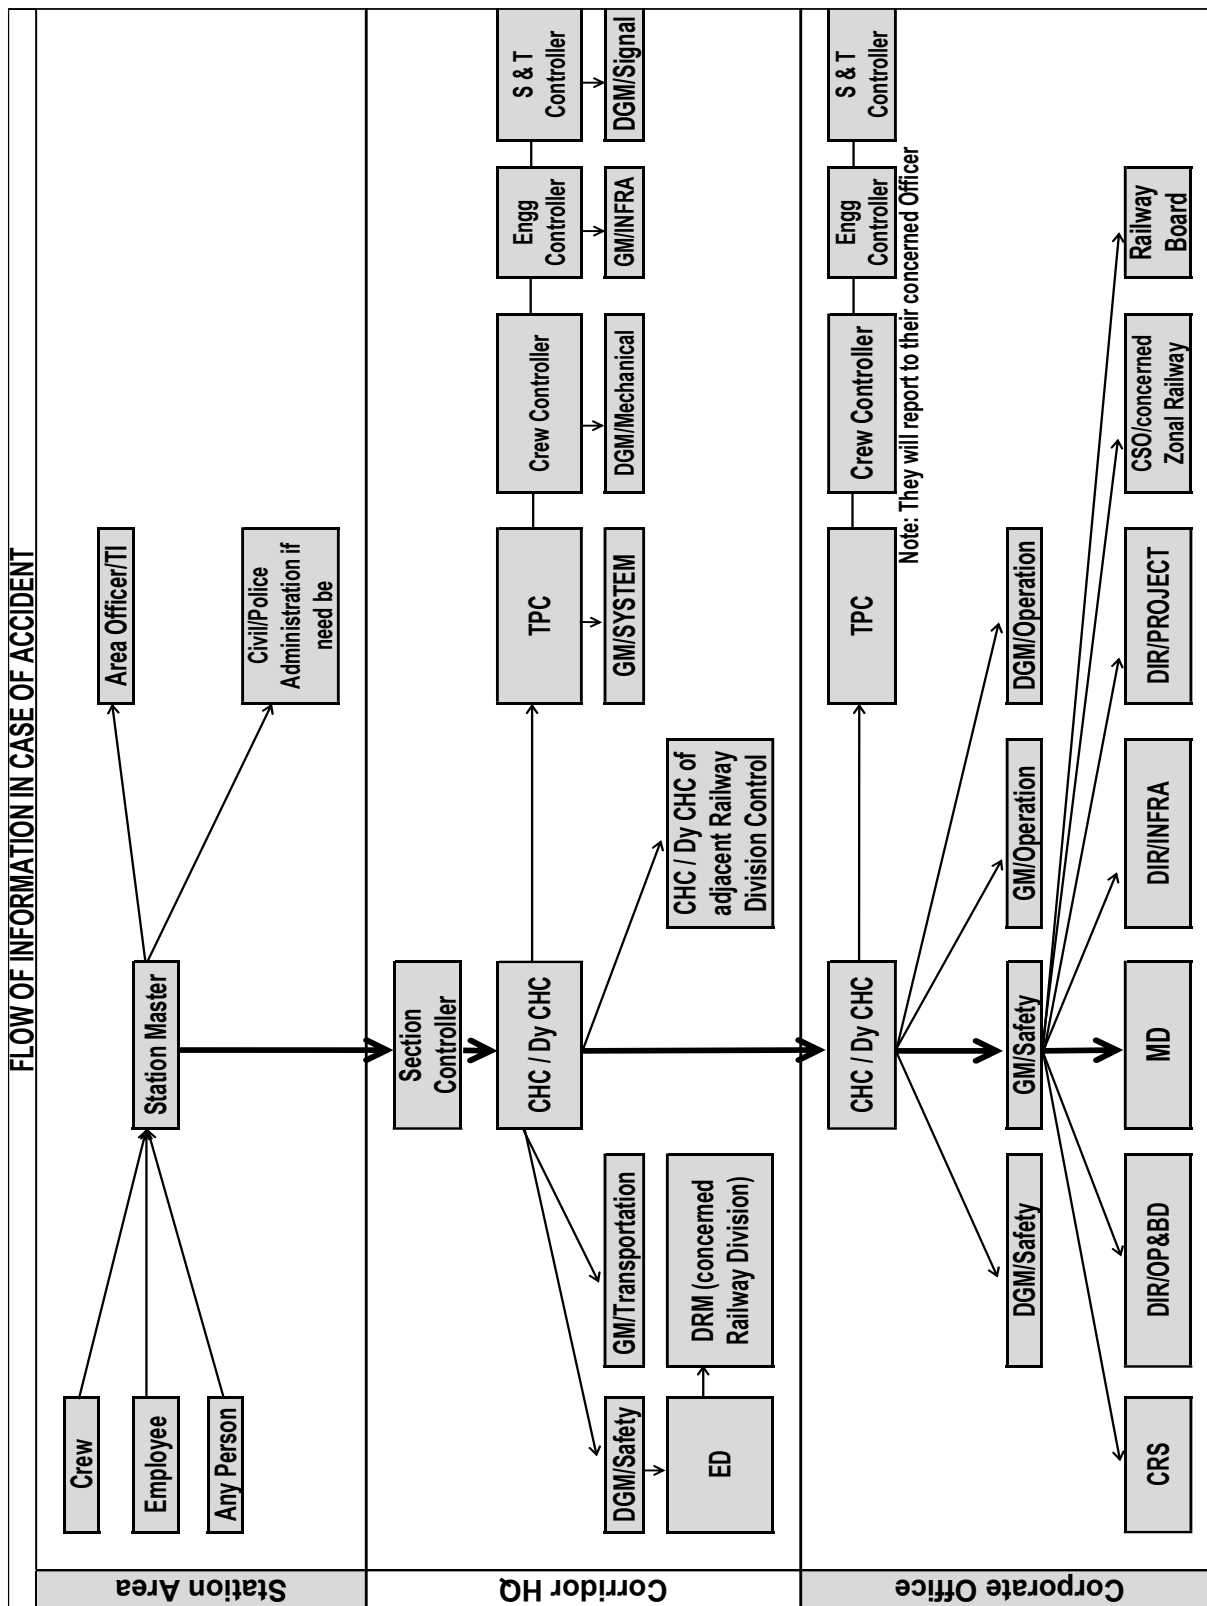 FLOW OF INFORMATION IN CASE OF ACCIDENT
Station Area
Crew
Employee
Any Person
Station Master
Area Officer/TI
Civil/Police
Administration if
need be
Corridor HQ
Section
Controller
CHC / Dy CHC
TPC
Crew Controller
Engg
Controller
S & T
Controller
DGM/Safety
GM/Transportation
GM/SYSTEM
DGM/Mechanical
GM/INFRA
DGM/Signal
ED
DRM (concerned
Railway Division)
CHC / Dy CHC of
adjacent Railway
Division Control
Corporate Office
CHC / Dy CHC
TPC
Crew Controller
Engg
Controller
S & T
Controller
Note: They will report to their concerned Officer
DGM/Safety
GM/Safety
GM/Operation
DGM/Operation
CRS
DIR/OP&BD
MD
DIR/INFRA
DIR/PROJECT
CSO/concerned
Zonal Railway
Railway
Board